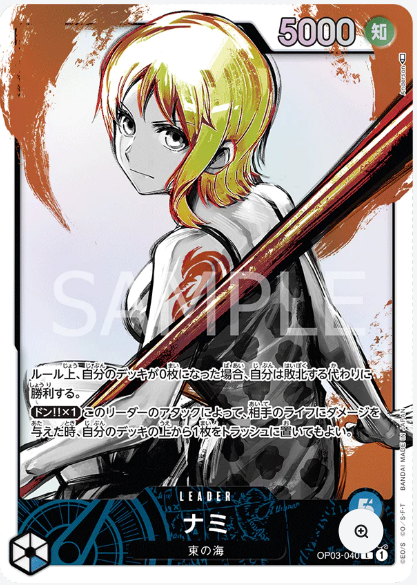 5000
知
Anderson
SAMPLE
ルール上、自分のデッキが0枚になった場合、自分は敗北する代わりに
勝利する。
ドン!!×1 このリーダーのアタックによって、相手のライフにダメージを
与えた時、自分のデッキの上から1枚をトラッシュに置いてもよい。
LEADER
ナミ
東の海
OP03-040 L 1
©E.O/S ©O.,S・F・T BANDAI MADE IN JAPAN